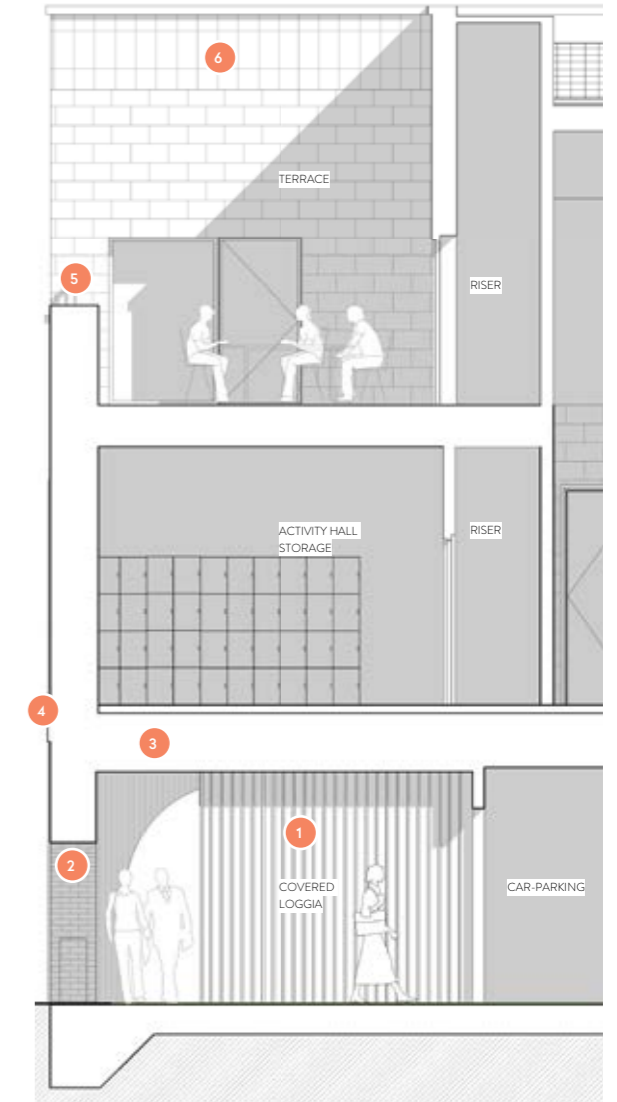 6
TERRACE
5
RISER
ACTIVITY HALL
STORAGE
RISER
4
3
1
2
COVERED
LOGGIA
CAR-PARKING